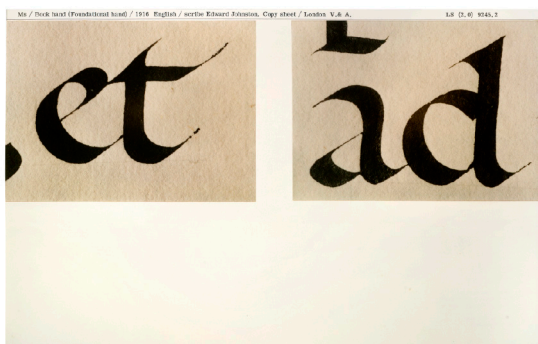 Ms / Book hand (Foundational hand) / 1916 English / scribe Edward Johnston, Copy sheet / London V.& A. LS (2,6) 9245,2
et ad